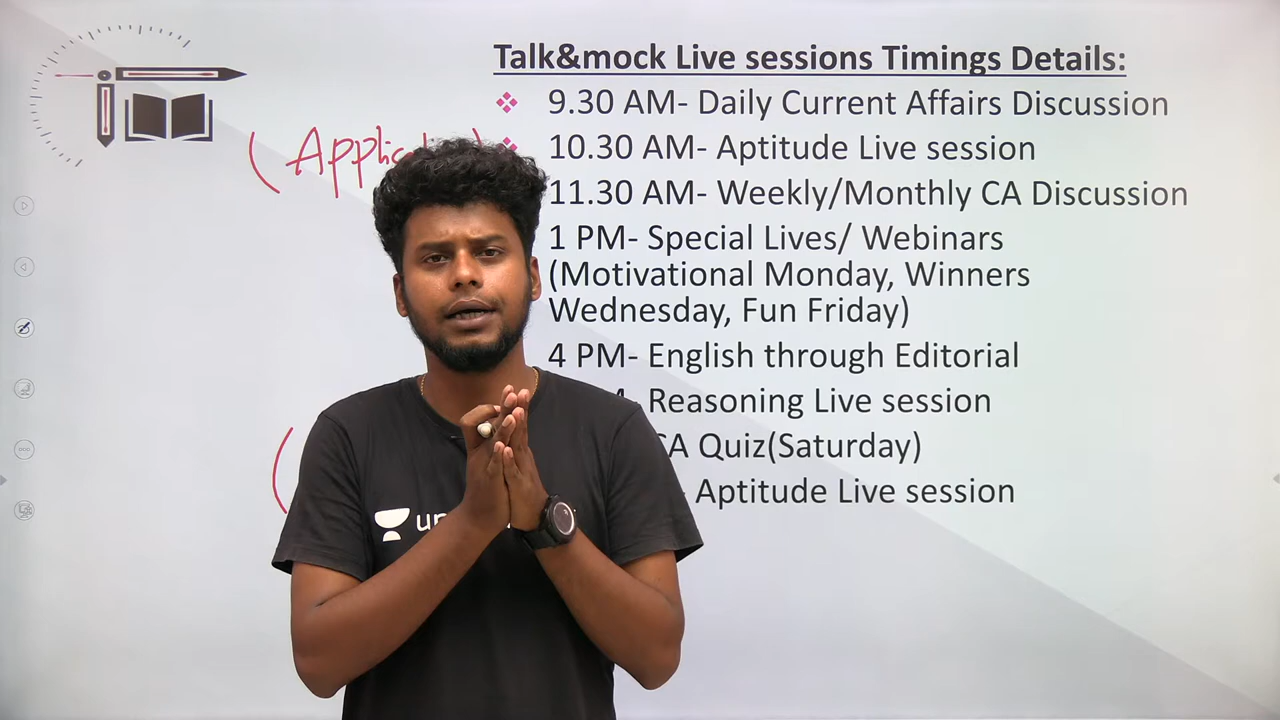 Talk&mock Live sessions Timings Details:
9.30 AM- Daily Current Affairs Discussion
10.30 AM- Aptitude Live session
11.30 AM- Weekly/Monthly CA Discussion
1 PM- Special Lives/ Webinars
(Motivational Monday, Winners
Wednesday, Fun Friday)
4 PM- English through Editorial
Reasoning Live session
CA Quiz(Saturday)
Aptitude Live session